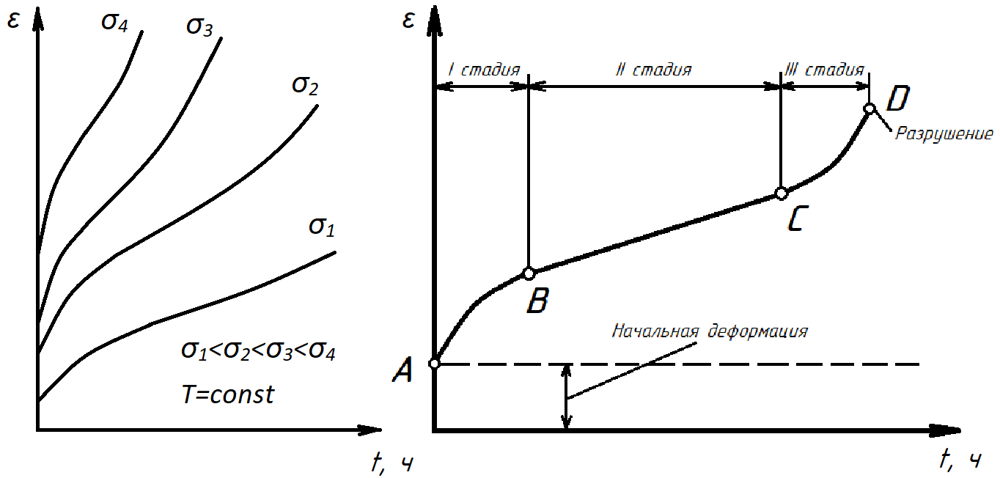 ε
σ4
σ3
σ2
σ1
σ1<σ2<σ3<σ4
T=const
t, ч
ε
I стадия
II стадия
III стадия
D
Разрушение
C
B
Начальная деформация
A
t, ч